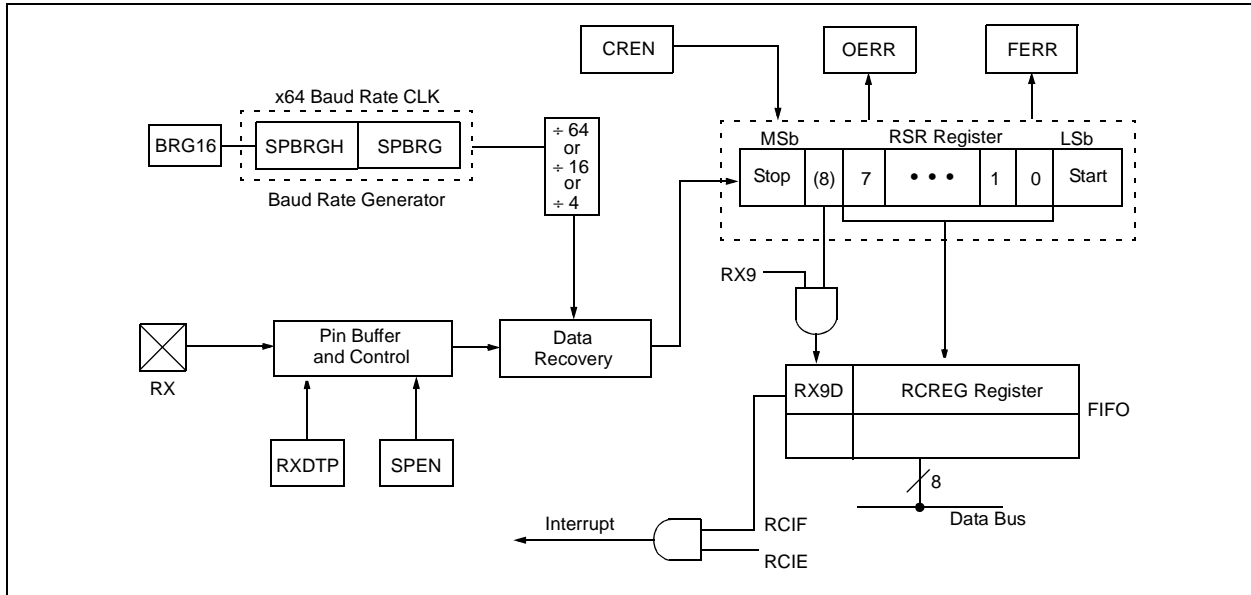 CREN
OERR
FERR
x64 Baud Rate CLK
BRG16
SPBRGH
SPBRG
Baud Rate Generator
÷ 64
or
÷ 16
or
÷ 4
MSb
RSR Register
LSb
Stop
(8)
7
• • •
1
0
Start
RX9
Pin Buffer
and Control
Data
Recovery
RX
RX9D
RCREG Register
FIFO
RXDTP
SPEN
8
Data Bus
Interrupt
RCIF
RCIE